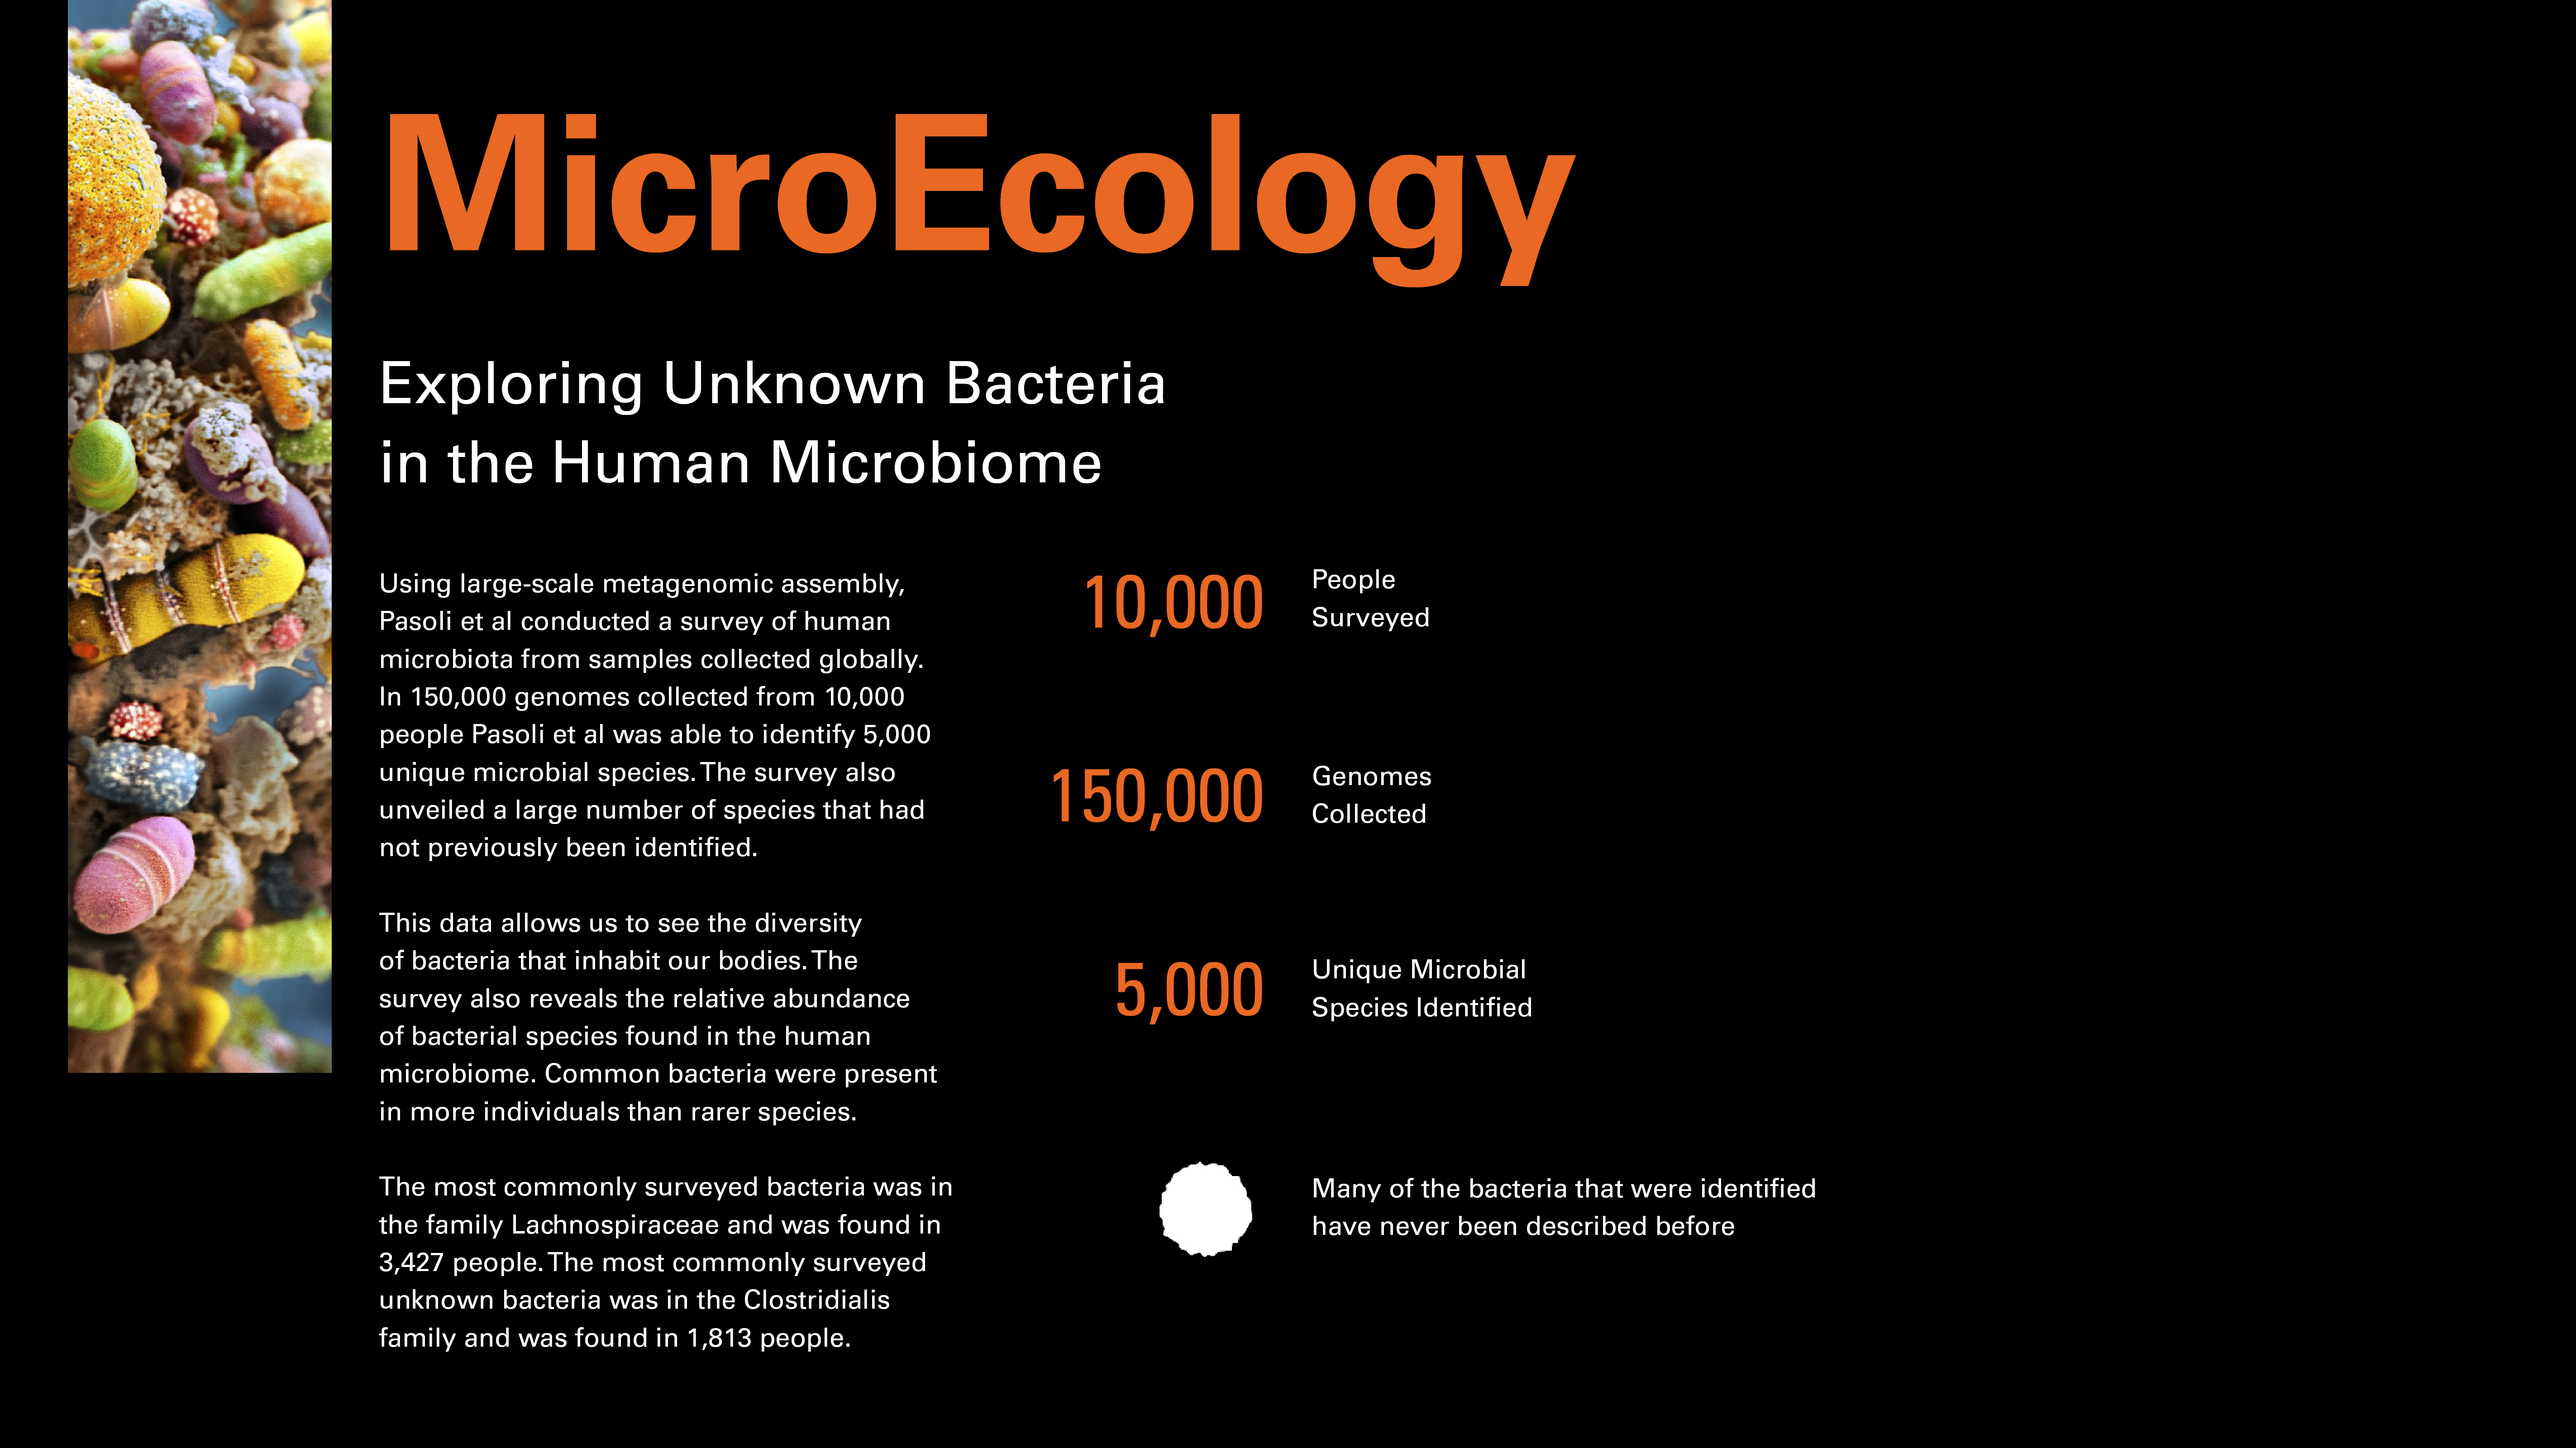 MicroEcology
Exploring Unknown Bacteria
in the Human Microbiome
Using large-scale metagenomic assembly,
Pasoli et al conducted a survey of human
microbiota from samples collected globally.
In 150,000 genomes collected from 10,000
people Pasoli et al was able to identify 5,000
unique microbial species. The survey also
unveiled a large number of species that had
not previously been identified.
This data allows us to see the diversity
of bacteria that inhabit our bodies. The
survey also reveals the relative abundance
of bacterial species found in the human
microbiome. Common bacteria were present
in more individuals than rarer species.
The most commonly surveyed bacteria was in
the family Lachnospiraceae and was found in
3,427 people. The most commonly surveyed
unknown bacteria was in the Clostridialis
family and was found in 1,813 people.
10,000
People
Surveyed
150,000
Genomes
Collected
5,000
Unique Microbial
Species Identified
Many of the bacteria that were identified
have never been described before